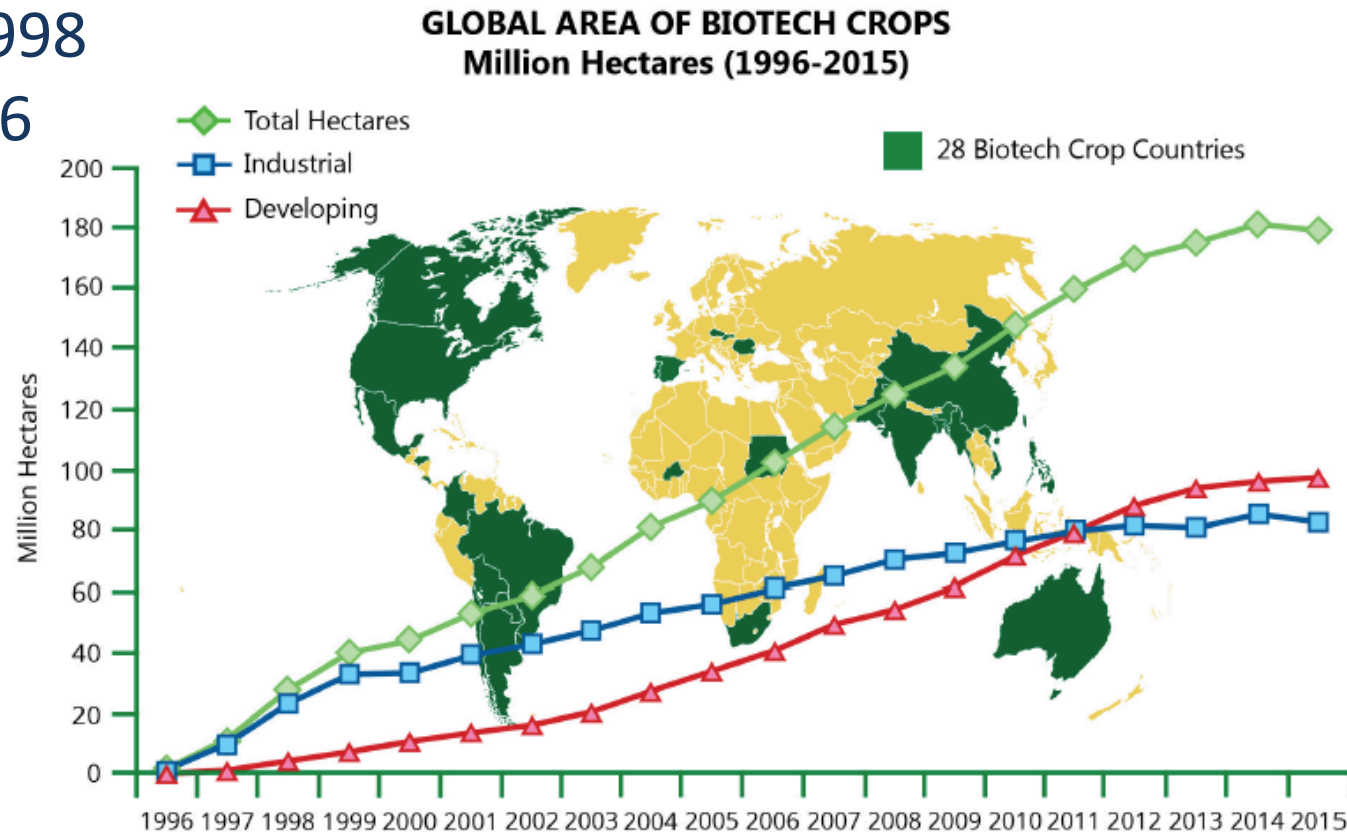 998
6
GLOBAL AREA OF BIOTECH CROPS
Million Hectares (1996-2015)
Total Hectares
Industrial
Developing
28 Biotech Crop Countries
Million Hectares
200
180
160
140
120
100
80
60
40
20
0
1996 1997 1998 1999 2000 2001 2002 2003 2004 2005 2006 2007 2008 2009 2010 2011 2012 2013 2014 2015